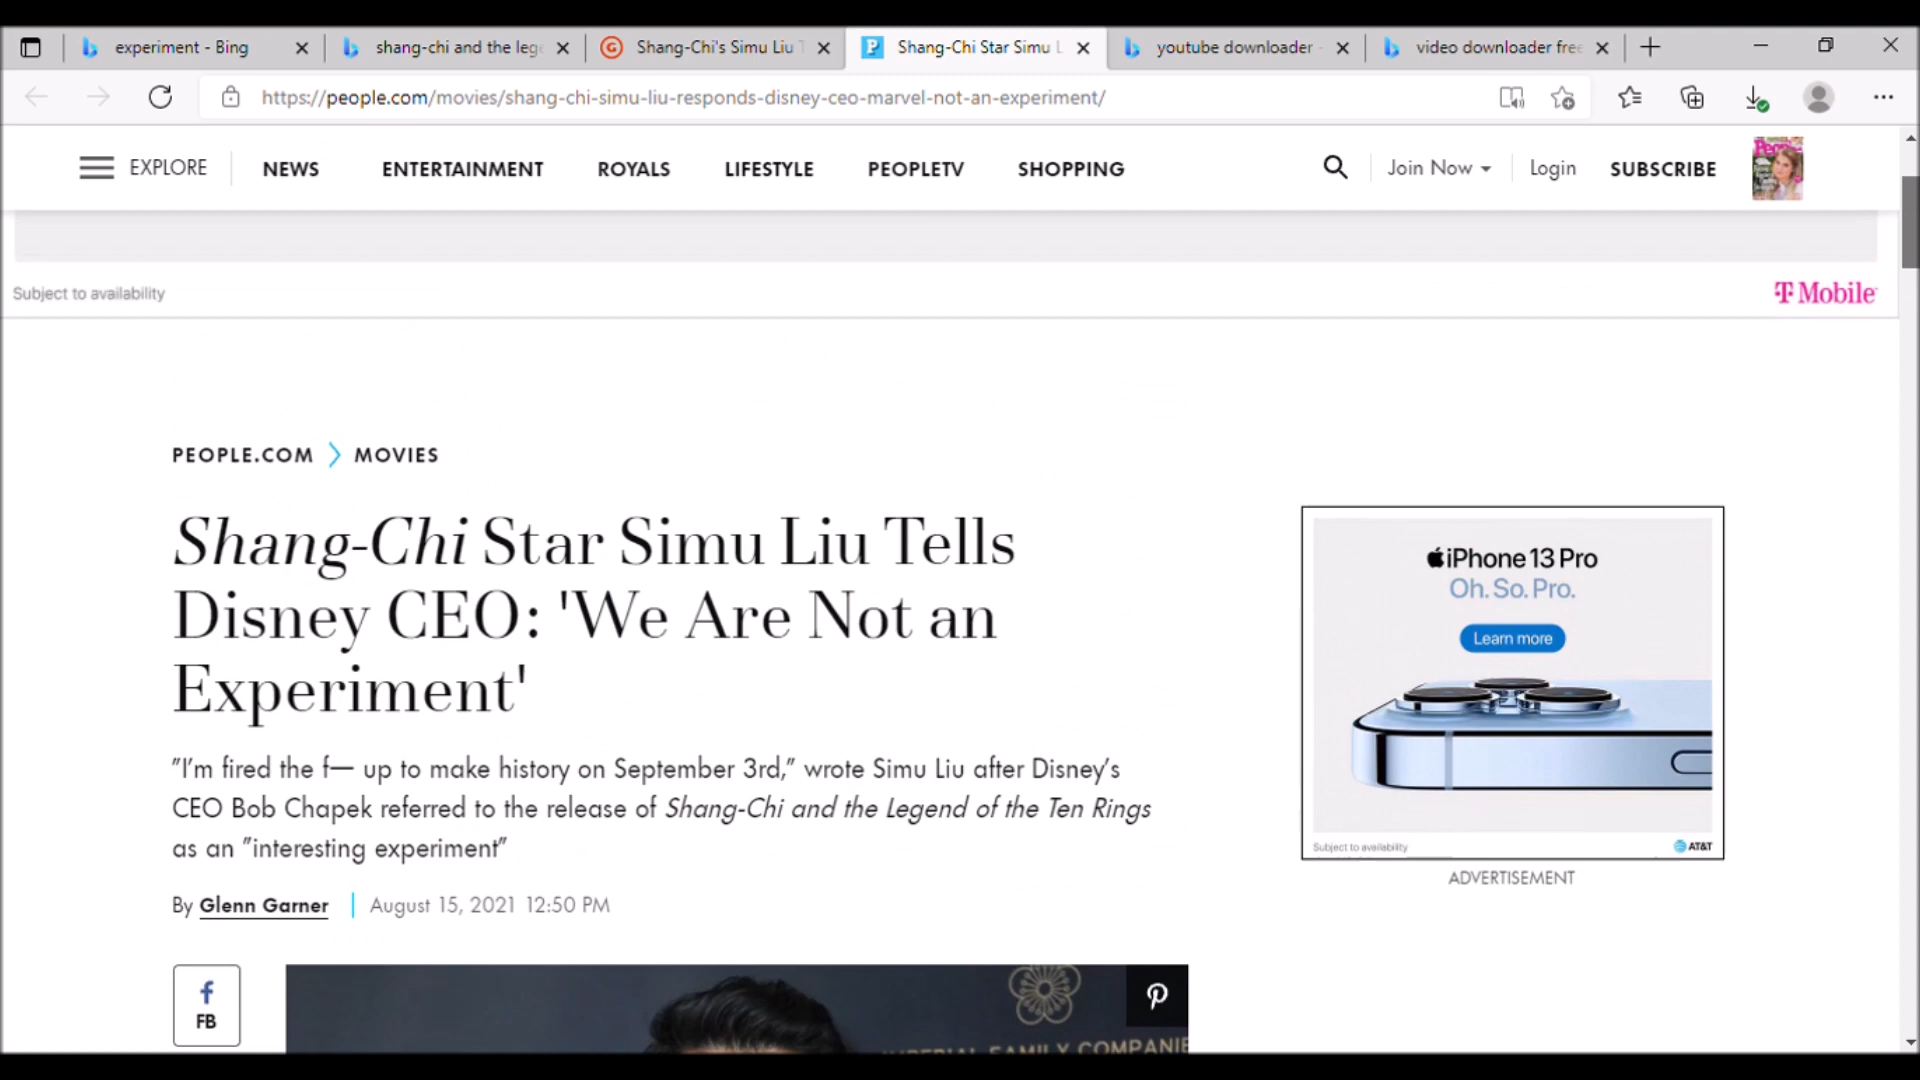 experiment - Bing
shang-chi and the leg
Shang-Chi's Simu Liu
Shang-Chi Star Simu L
youtube downloader -
video downloader free
https://people.com/movies/shang-chi-simu-liu-responds-disney-ceo-marvel-not-an-experiment/
EXPLORE
NEWS
ENTERTAINMENT
ROYALS
LIFESTYLE
PEOPLETV
SHOPPING
Join Now
Login
SUBSCRIBE
People
Subject to availability
T Mobile
PEOPLE.COM > MOVIES
Shang-Chi Star Simu Liu Tells
Disney CEO: 'We Are Not an
Experiment'
"I'm fired the f— up to make history on September 3rd," wrote Simu Liu after Disney's
CEO Bob Chapek referred to the release of Shang-Chi and the Legend of the Ten Rings
as an "interesting experiment"
By Glenn Garner
August 15, 2021 12:50 PM
f
FB
IMPERIAL FAMILY COMPANIE
iPhone 13 Pro
Oh. So. Pro.
Learn more
Subject to availability
AT&T
ADVERTISEMENT